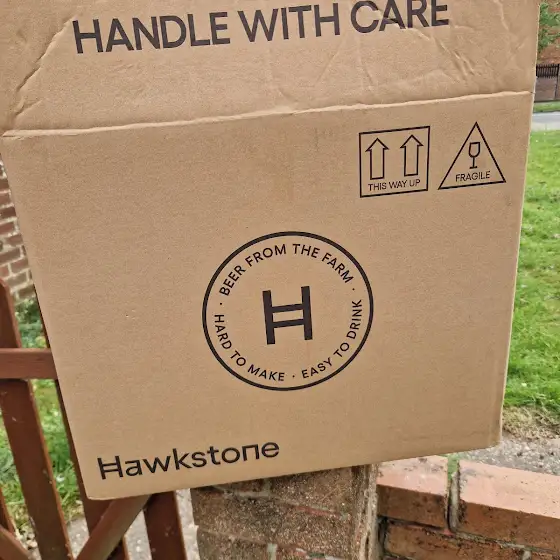 HANDLE WITH CARE
THIS WAY UP
FRAGILE
· BEER FROM THE FARM ·
HARD TO MAKE · EASY TO DRINK
H
Hawkstone